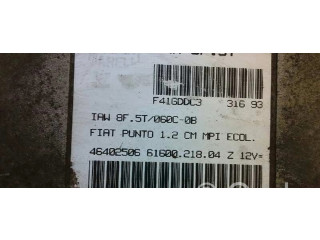 F41GDDC3 316 93
IAW 8F.5T/060C-0B
FIAT PUNTO 1.2 CM MPI ECOL.
46402506 61600.218.04 Z 12V=